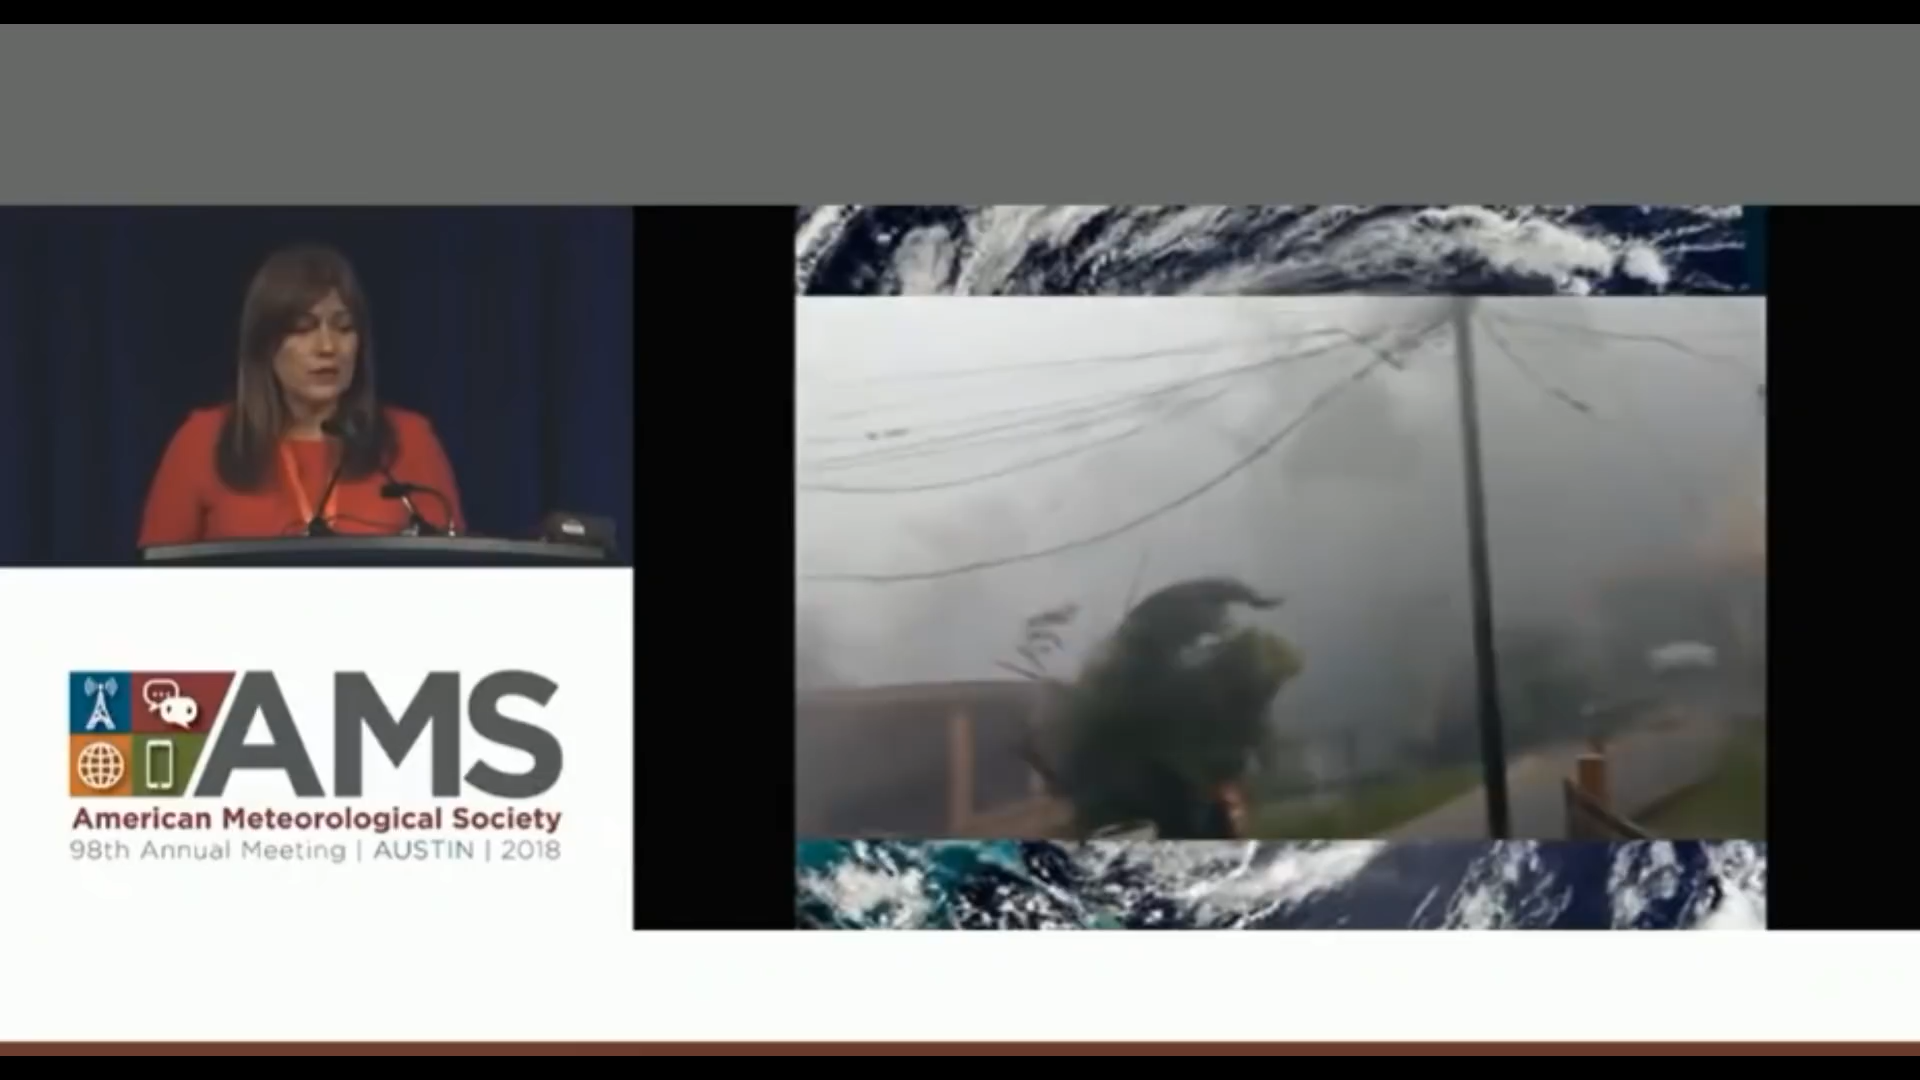 AMS
American Meteorological Society
98th Annual Meeting | AUSTIN | 2018